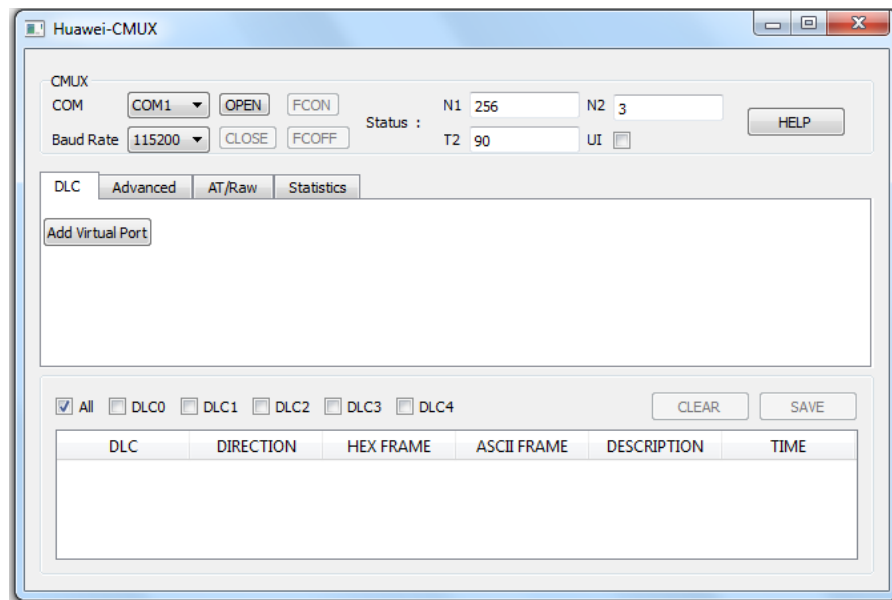 Huawei-CMUX
CMUX
COM COM1 OPEN FCON Status : N1 256 N2 3 HELP
Baud Rate 115200 CLOSE FCOFF T2 90 UI
DLC Advanced AT/Raw Statistics
Add Virtual Port
All DLC0 DLC1 DLC2 DLC3 DLC4 CLEAR SAVE
DLC DIRECTION HEX FRAME ASCII FRAME DESCRIPTION TIME